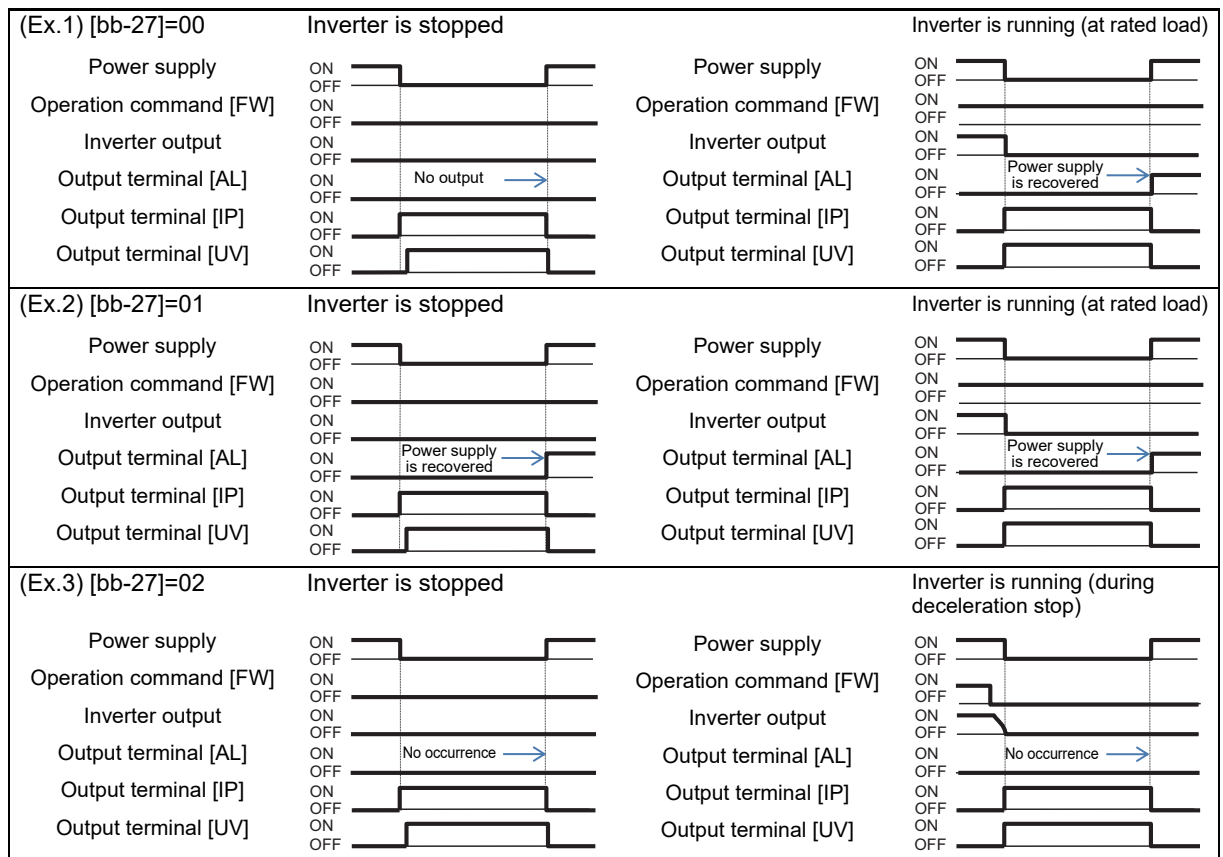 (Ex.1) [bb-27]=00 Inverter is stopped Inverter is running (at rated load)
Power supply ON OFF Power supply ON OFF
Operation command [FW] ON OFF Operation command [FW] ON OFF
Inverter output ON OFF Inverter output ON OFF
Output terminal [AL] ON OFF No output Output terminal [AL] ON OFF Power supply is recovered
Output terminal [IP] ON OFF Output terminal [IP] ON OFF
Output terminal [UV] ON OFF Output terminal [UV] ON OFF
(Ex.2) [bb-27]=01 Inverter is stopped Inverter is running (at rated load)
Power supply ON OFF Power supply ON OFF
Operation command [FW] ON OFF Operation command [FW] ON OFF
Inverter output ON OFF Inverter output ON OFF
Output terminal [AL] ON OFF Power supply is recovered Output terminal [AL] ON OFF Power supply is recovered
Output terminal [IP] ON OFF Output terminal [IP] ON OFF
Output terminal [UV] ON OFF Output terminal [UV] ON OFF
(Ex.3) [bb-27]=02 Inverter is stopped Inverter is running (during
deceleration stop)
Power supply ON OFF Power supply ON OFF
Operation command [FW] ON OFF Operation command [FW] ON OFF
Inverter output ON OFF Inverter output ON OFF
Output terminal [AL] ON OFF No occurrence Output terminal [AL] ON OFF No occurrence
Output terminal [IP] ON OFF Output terminal [IP] ON OFF
Output terminal [UV] ON OFF Output terminal [UV] ON OFF